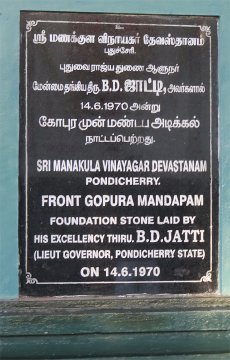 ஸ்ரீ மணக்குள விநாயகர் தேவஸ்தானம்
புதுச்சேரி.
புதுவை ராஜ்ய துணை ஆளுநர்
மேன்மை தங்கிய திரு B.D. ஜாட்டி, அவர்களால்
14.6.1970 அன்று
கோபுர முன் மண்டப அடிக்கல்
நாட்டப்பெற்றது.
SRI MANAKULA VINAYAGAR DEVASTANAM
PONDICHERRY.
FRONT GOPURA MANDAPAM
FOUNDATION STONE LAID BY
HIS EXCELLENCY THIRU. B.D.JATTI
(LIEUT GOVERNOR, PONDICHERRY STATE)
ON 14.6.1970